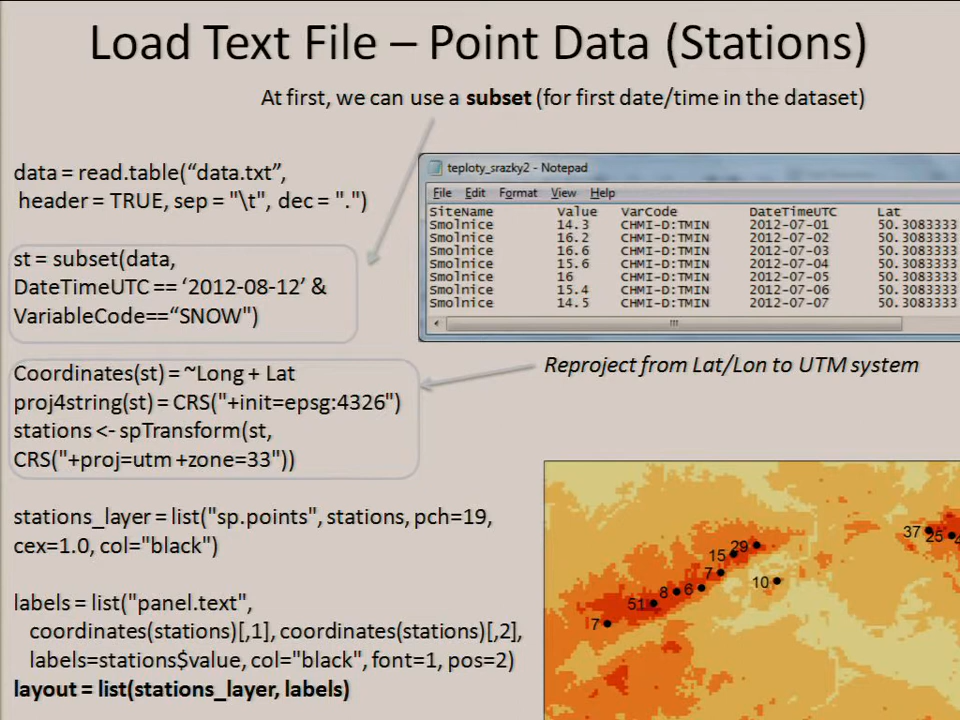 Load Text File – Point Data (Stations)
At first, we can use a subset (for first date/time in the dataset)
data = read.table(“data.txt”,
header = TRUE, sep = "\t", dec = ".")
st = subset(data,
DateTimeUTC == ‘2012-08-12’ &
VariableCode==“SNOW")
Coordinates(st) = ~Long + Lat
proj4string(st) = CRS("+init=epsg:4326")
stations <- spTransform(st,
CRS("+proj=utm +zone=33"))
stations_layer = list("sp.points", stations, pch=19,
cex=1.0, col="black")
labels = list("panel.text",
coordinates(stations)[,1], coordinates(stations)[,2],
labels=stations$value, col="black", font=1, pos=2)
layout = list(stations_layer, labels)
teploty_srazky2 - Notepad
File Edit Format View Help
SiteName Value VarCode DateTimeUTC Lat
Smolnice 14.3 CHMI-D:TMIN 2012-07-01 50.3083333
Smolnice 16.2 CHMI-D:TMIN 2012-07-02 50.3083333
Smolnice 16.6 CHMI-D:TMIN 2012-07-03 50.3083333
Smolnice 15.6 CHMI-D:TMIN 2012-07-04 50.3083333
Smolnice 16 CHMI-D:TMIN 2012-07-05 50.3083333
Smolnice 15.4 CHMI-D:TMIN 2012-07-06 50.3083333
Smolnice 14.5 CHMI-D:TMIN 2012-07-07 50.3083333
Reproject from Lat/Lon to UTM system
37 25 4
15 29
7 10
51 8 6
7